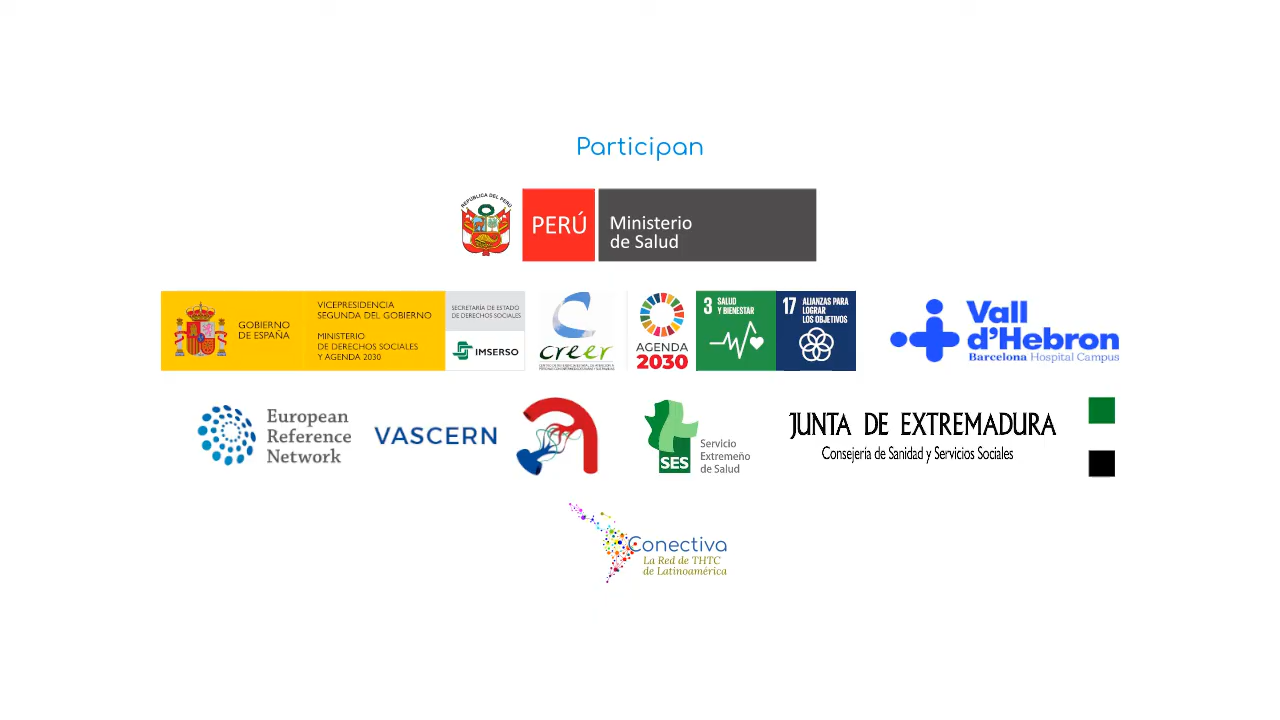 Participan
REPÚBLICA DEL PERÚ
PERÚ
Ministerio
de Salud
GOBIERNO
DE ESPAÑA
VICEPRESIDENCIA
SEGUNDA DEL GOBIERNO
MINISTERIO
DE DERECHOS SOCIALES
Y AGENDA 2030
SECRETARÍA DE ESTADO
DE DERECHOS SOCIALES
IMSERSO
creer
AGENDA
2030
3 SALUD
Y BIENESTAR
17 ALIANZAS PARA
LOGRAR
LOS OBJETIVOS
Vall
d'Hebron
Barcelona Hospital Campus
European
Reference
Network
VASCERN
SES
Servicio
Extremeño
de Salud
JUNTA DE EXTREMADURA
Consejería de Sanidad y Servicios Sociales
Conectiva
La Red de THTC
de Latinoamérica